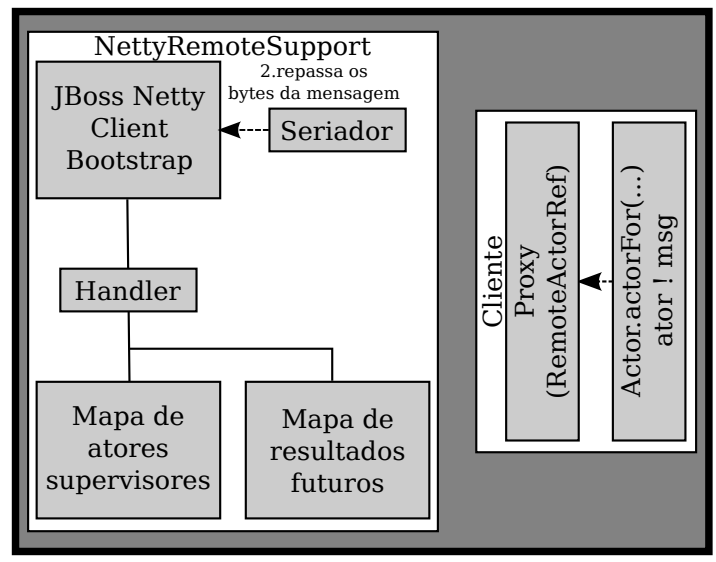 NettyRemoteSupport
JBoss Netty
Client
Bootstrap
2.repassa os
bytes da mensagem
Seriador
Handler
Mapa de
atores
supervisores
Mapa de
resultados
futuros
Cliente
Proxy
(RemoteActorRef)
Actor.actorFor(...)
ator ! msg